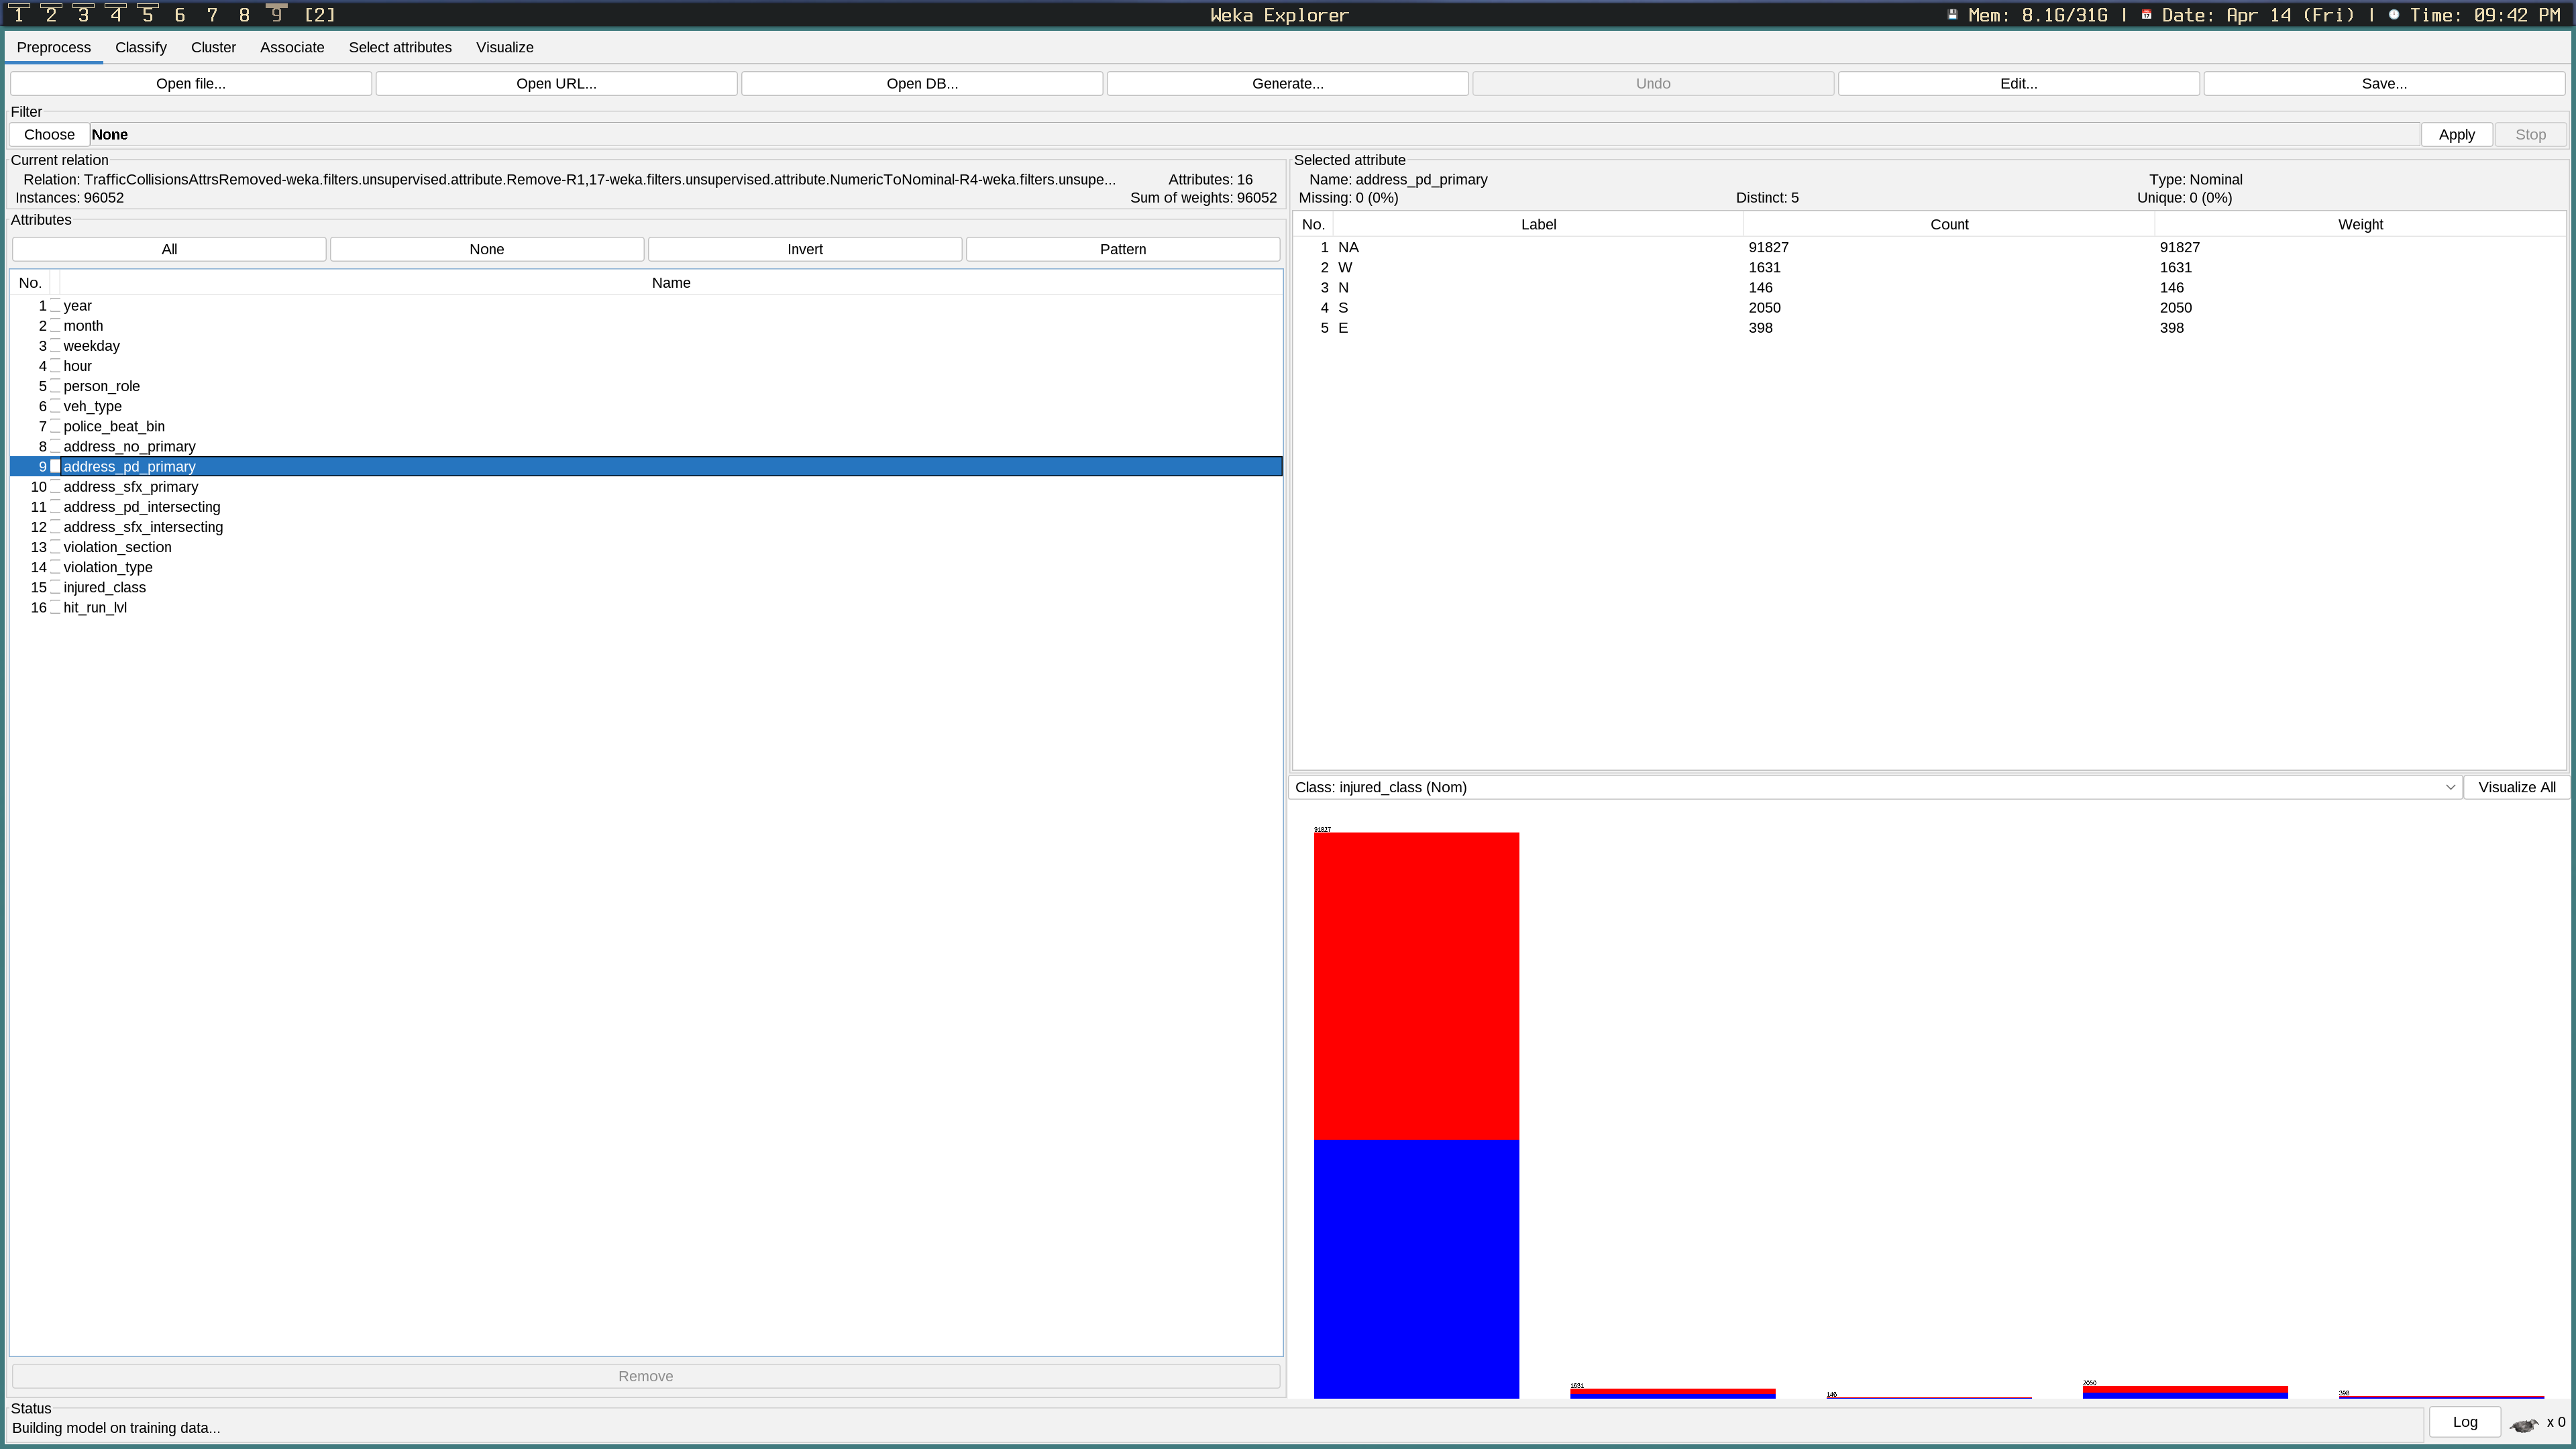 1 2 3 4 5 6 7 8 9 [2] Weka Explorer Mem: 8.1G/31G | Date: Apr 14 (Fri) | Time: 09:42 PM
Preprocess Classify Cluster Associate Select attributes Visualize
Open file... Open URL... Open DB... Generate... Undo Edit... Save...
Filter
Choose None Apply Stop
Current relation
Relation: TrafficCollisionsAttrsRemoved-weka.filters.unsupervised.attribute.Remove-R1,17-weka.filters.unsupervised.attribute.NumericToNominal-R4-weka.filters.unsupe... Attributes: 16
Instances: 96052 Sum of weights: 96052
Attributes
All None Invert Pattern
No. Name
1 year
2 month
3 weekday
4 hour
5 person_role
6 veh_type
7 police_beat_bin
8 address_no_primary
9 address_pd_primary
10 address_sfx_primary
11 address_pd_intersecting
12 address_sfx_intersecting
13 violation_section
14 violation_type
15 injured_class
16 hit_run_lvl
Remove
Selected attribute
Name: address_pd_primary Type: Nominal
Missing: 0 (0%) Distinct: 5 Unique: 0 (0%)
No. Label Count Weight
1 NA 91827 91827
2 W 1631 1631
3 N 146 146
4 S 2050 2050
5 E 398 398
Class: injured_class (Nom) Visualize All
91827
1631 146 2050 398
Status
Building model on training data... Log x 0